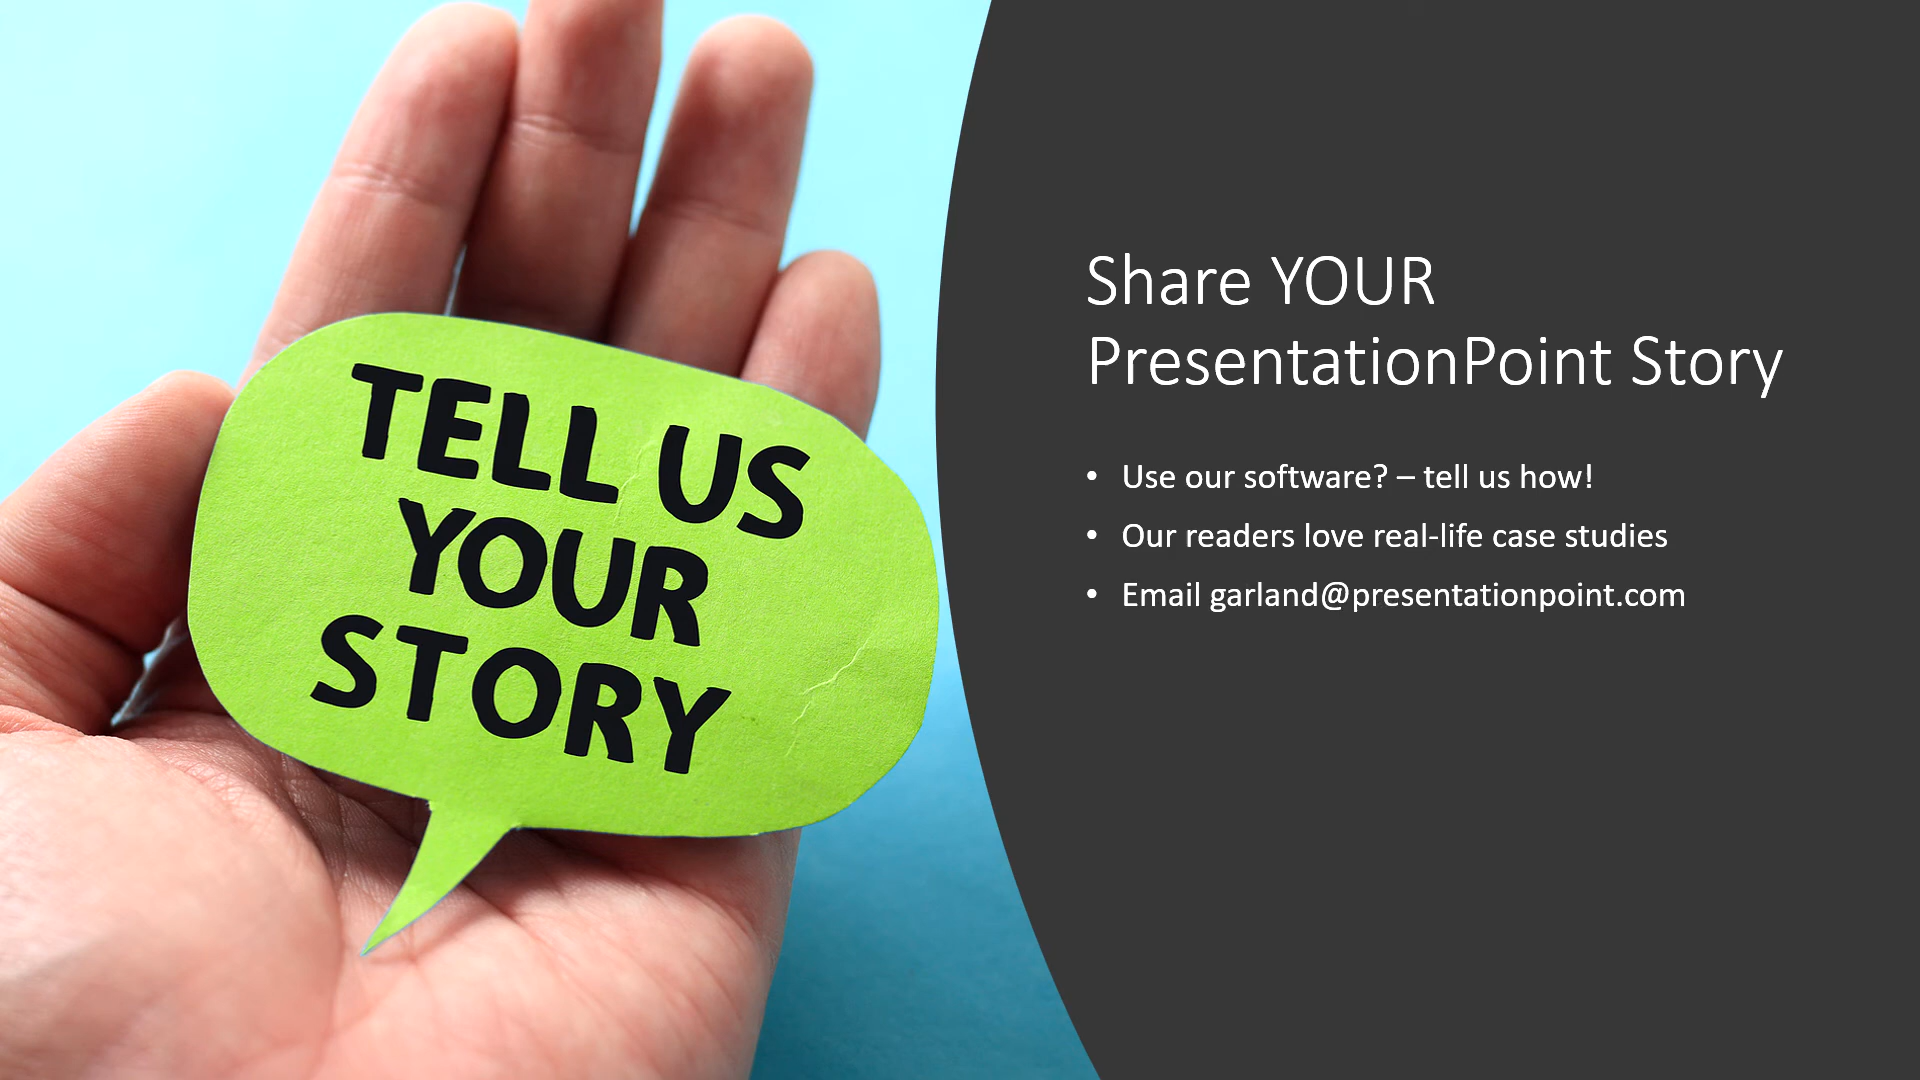 TELL US
YOUR
STORY
Share YOUR
PresentationPoint Story
• Use our software? – tell us how!
• Our readers love real-life case studies
• Email garland@presentationpoint.com